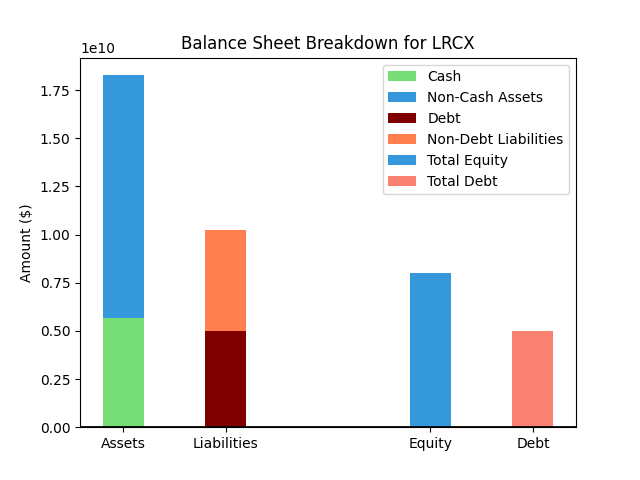 Balance Sheet Breakdown for LRCX
1e10
Cash
Non-Cash Assets
Debt
Non-Debt Liabilities
Total Equity
Total Debt
1.75
1.50
1.25
1.00
0.75
0.50
0.25
0.00
Amount ($)
Assets Liabilities Equity Debt